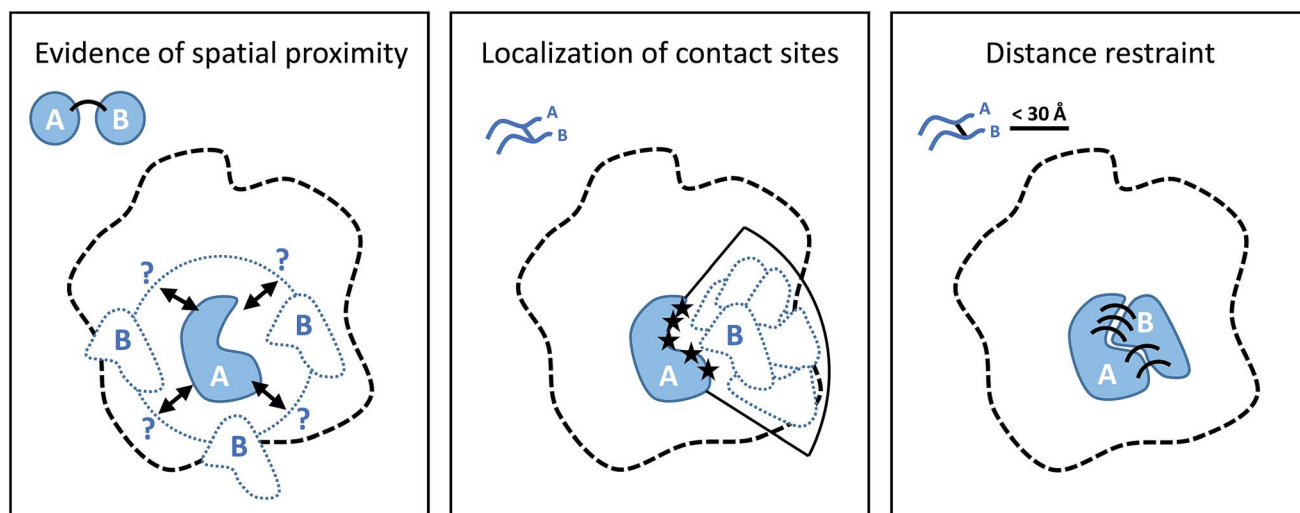 Evidence of spatial proximity
A B
?
?
B
B
A
?
?
B
Localization of contact sites
A
B
B
A
Distance restraint
A
B
< 30 Å
B
A